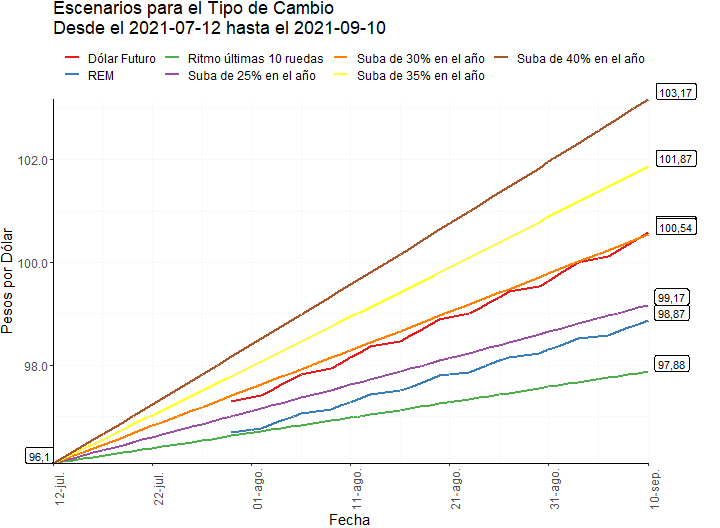 Escenarios para el Tipo de Cambio
Desde el 2021-07-12 hasta el 2021-09-10
Dólar Futuro Ritmo últimas 10 ruedas Suba de 30% en el año Suba de 40% en el año
REM Suba de 25% en el año Suba de 35% en el año
103,17
102.0
101,87
100,54
100.0
99,17
98,87
98.0
97,88
96,1
Pesos por Dólar
12-jul. 22-jul. 01-ago. 11-ago. 21-ago. 31-ago. 10-sep.
Fecha